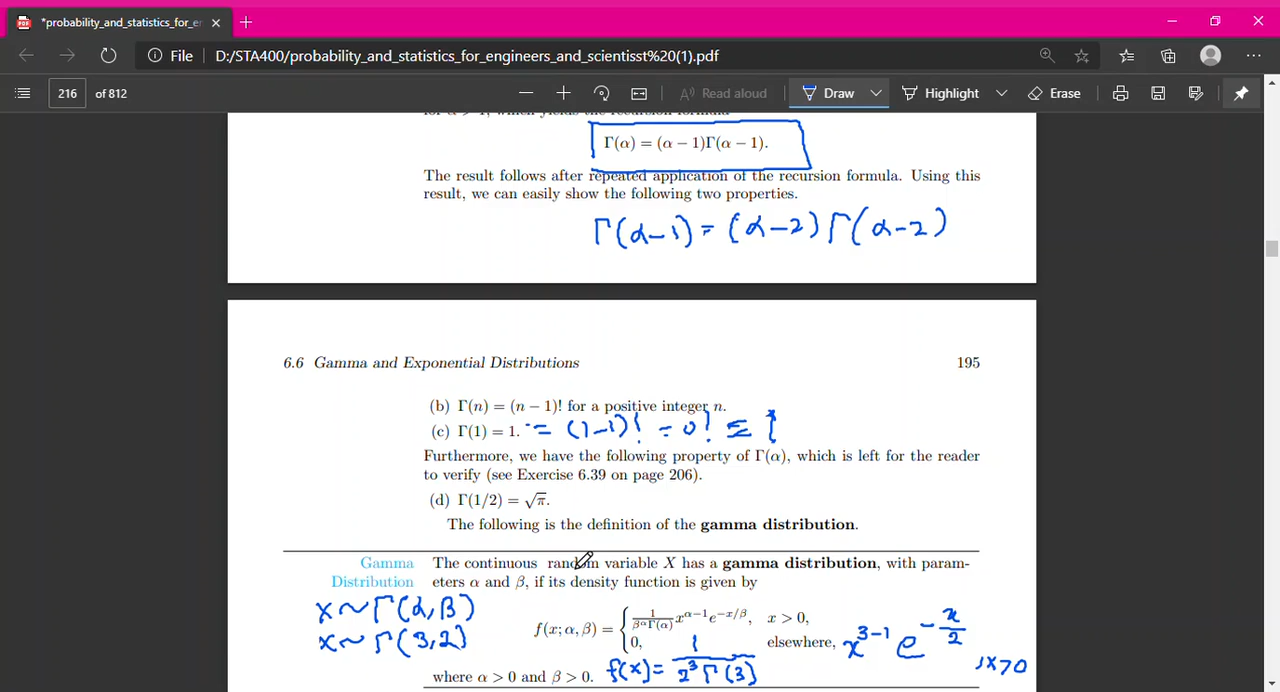 *probability_and_statistics_for_er
File D:/STA400/probability_and_statistics_for_engineers_and_scientisst%20(1).pdf
216 of 812 Read aloud Draw Highlight Erase
Γ(α) = (α − 1)Γ(α − 1).
The result follows after repeated application of the recursion formula. Using this
result, we can easily show the following two properties.
Γ(α−1) = (α−2) Γ(α−2)
6.6 Gamma and Exponential Distributions 195
(b) Γ(n) = (n − 1)! for a positive integer n.
(c) Γ(1) = 1. = (1−1)! = 0! = 1
Furthermore, we have the following property of Γ(α), which is left for the reader
to verify (see Exercise 6.39 on page 206).
(d) Γ(1/2) = √π.
The following is the definition of the gamma distribution.
Gamma The continuous random variable X has a gamma distribution, with param-
Distribution eters α and β, if its density function is given by
x~Γ(α,β)
x~Γ(3,2)
f(x; α, β) = { 1/(β^α Γ(α)) x^(α−1) e^(−x/β), x > 0,
0, elsewhere,
where α > 0 and β > 0. f(x) = 1/(2^3 Γ(3)) x^(3−1) e^(−x/2) , x>0